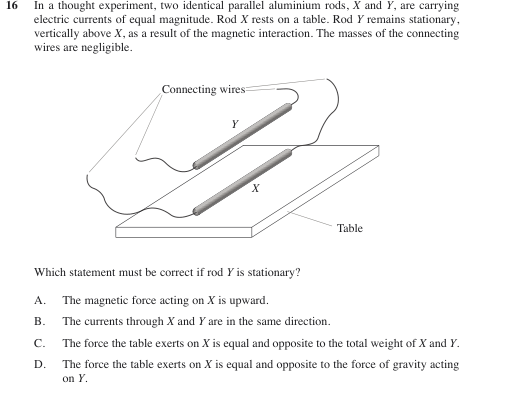 16 In a thought experiment, two identical parallel aluminium rods, X and Y, are carrying
electric currents of equal magnitude. Rod X rests on a table. Rod Y remains stationary,
vertically above X, as a result of the magnetic interaction. The masses of the connecting
wires are negligible.
Connecting wires
Y
X
Table
Which statement must be correct if rod Y is stationary?
A. The magnetic force acting on X is upward.
B. The currents through X and Y are in the same direction.
C. The force the table exerts on X is equal and opposite to the total weight of X and Y.
D. The force the table exerts on X is equal and opposite to the force of gravity acting
on Y.